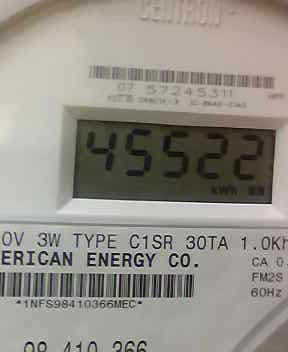 CENTRON
07 57245311
45522
KWH
0V 3W TYPE C1SR 30TA 1.0Kh
ERICAN ENERGY CO.
CA 0.
FM2S
60Hz
*1NFS98410366MEC*
98 410 366